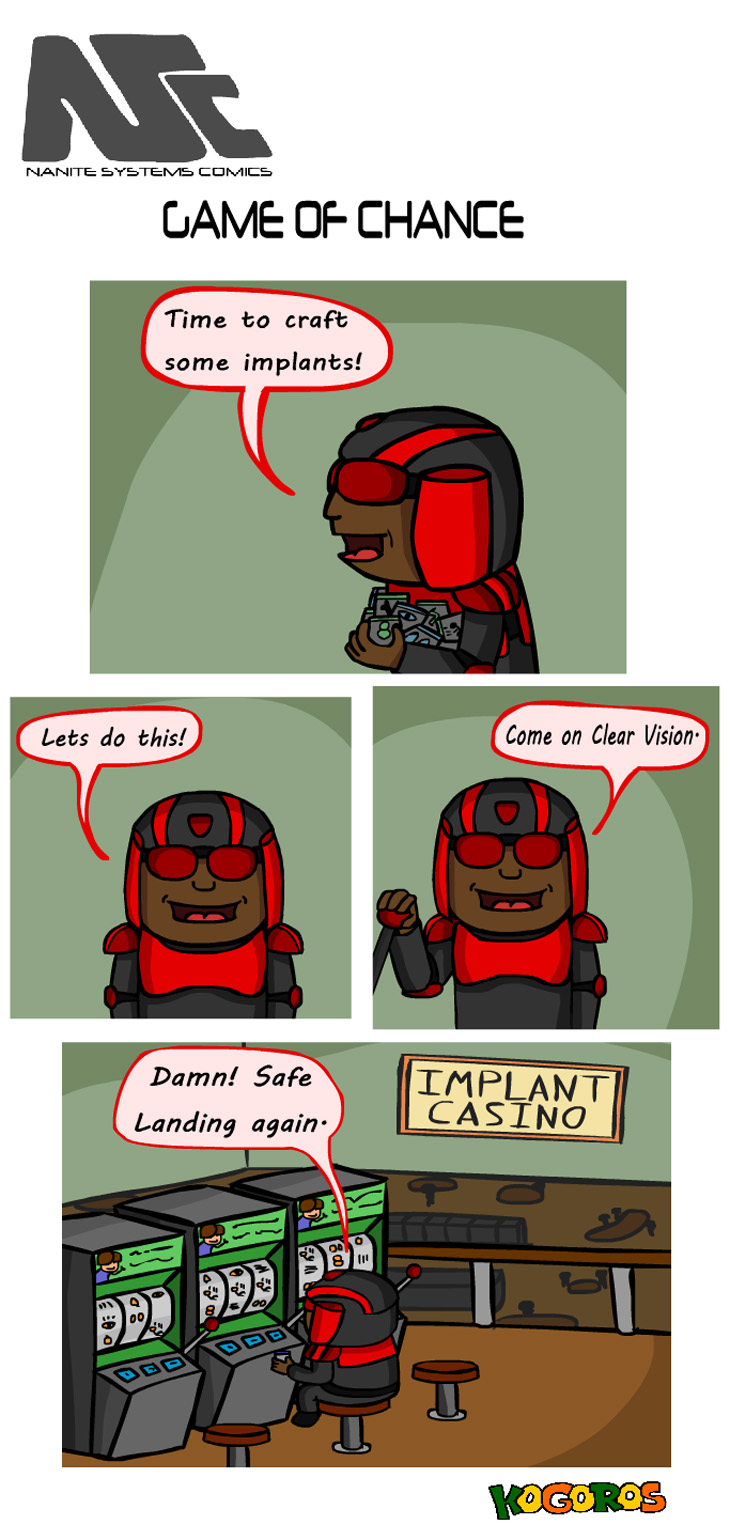 NSC
NANITE SYSTEMS COMICS
GAME OF CHANCE
Time to craft
some implants!
Lets do this!
Come on Clear Vision.
Damn! Safe
Landing again.
IMPLANT
CASINO
KOGOROS